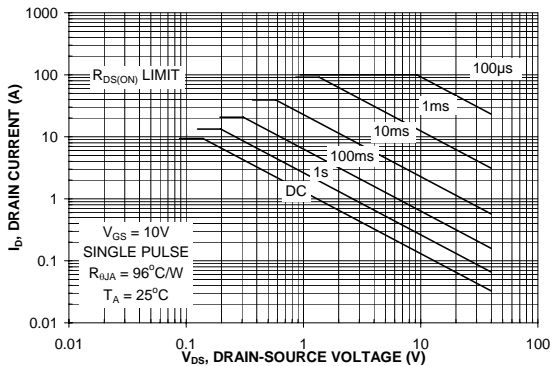 1000
100
10
1
0.1
0.01
I_D, DRAIN CURRENT (A)
R_DS(ON) LIMIT
100µs
1ms
10ms
100ms
1s
DC
V_GS = 10V
SINGLE PULSE
R_θJA = 96°C/W
T_A = 25°C
0.01 0.1 1 10 100
V_DS, DRAIN-SOURCE VOLTAGE (V)